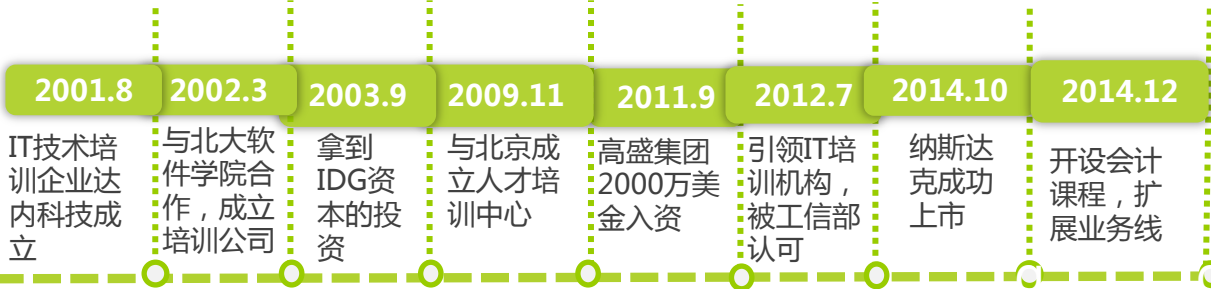 2001.8
2002.3
2003.9
2009.11
2011.9
2012.7
2014.10
2014.12
IT技术培
训企业达
内科技成
立
与北大软
件学院合
作，成立
培训公司
拿到
IDG资
本的投
资
与北京成
立人才培
训中心
高盛集团
2000万美
金入资
引领IT培
训机构，
被工信部
认可
纳斯达
克成功
上市
开设会计
课程，扩
展业务线